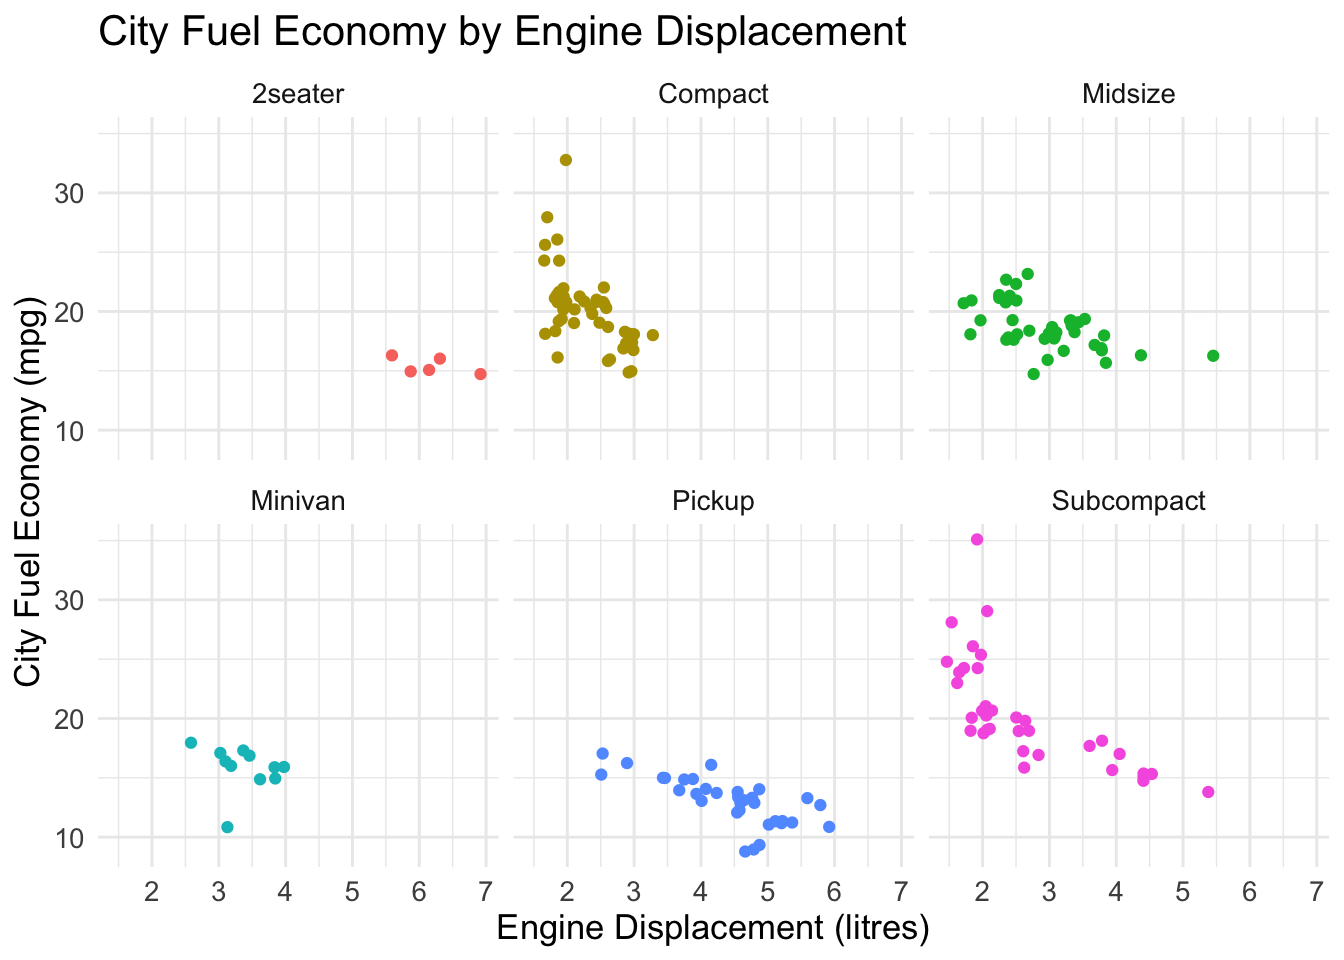 City Fuel Economy by Engine Displacement
2seater
Compact
Midsize
30
20
10
Minivan
Pickup
Subcompact
30
20
10
City Fuel Economy (mpg)
2 3 4 5 6 7
2 3 4 5 6 7
2 3 4 5 6 7
Engine Displacement (litres)